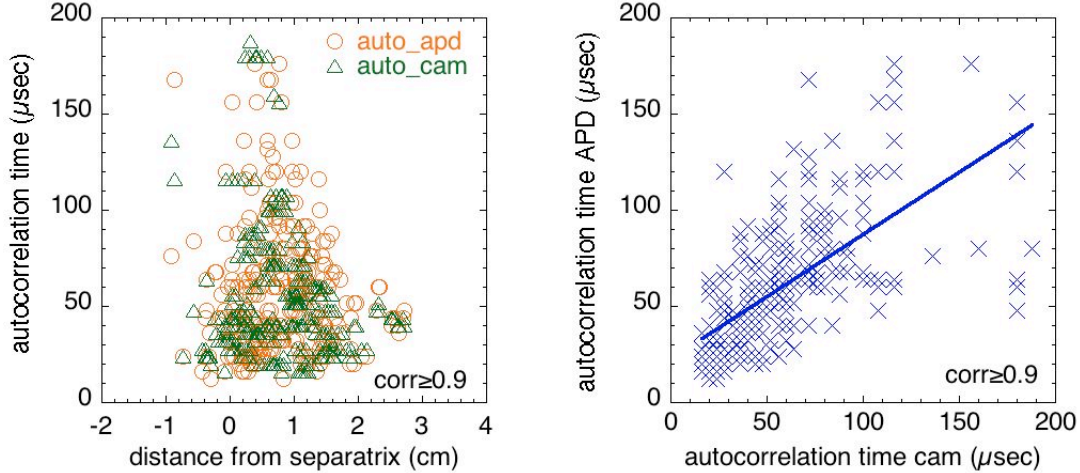 200
150
100
50
0
autocorrelation time (μsec)
auto_apd
auto_cam
corr≥0.9
-2 -1 0 1 2 3 4
distance from separatrix (cm)
200
150
100
50
0
autocorrelation time APD (μsec)
corr≥0.9
0 50 100 150 200
autocorrelation time cam (μsec)